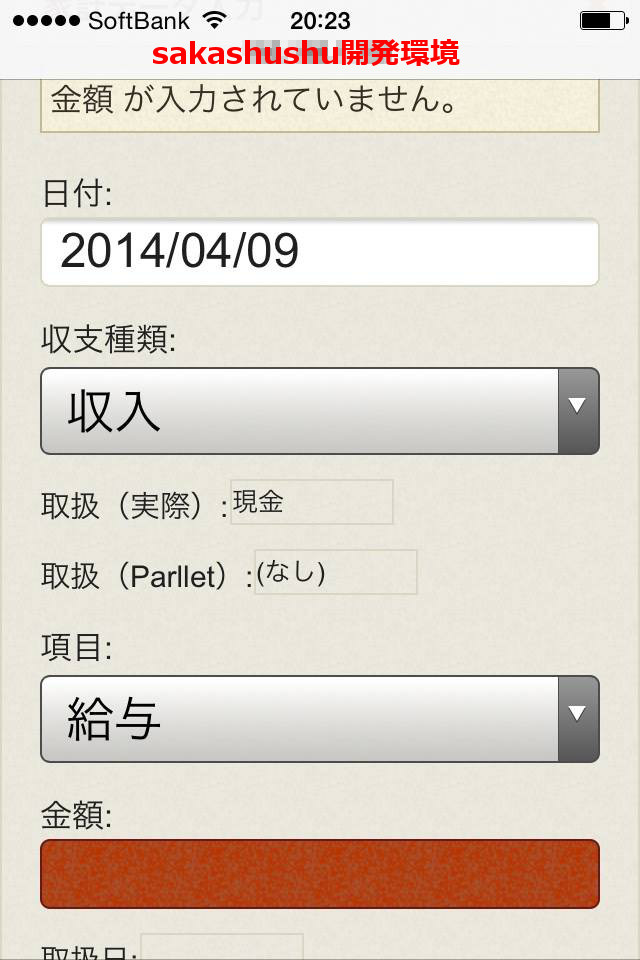 SoftBank 20:23
sakashushu開発環境
金額 が入力されていません。
日付:
2014/04/09
収支種類:
収入
取扱（実際）:現金
取扱（Parllet）:(なし)
項目:
給与
金額:
取扱日: